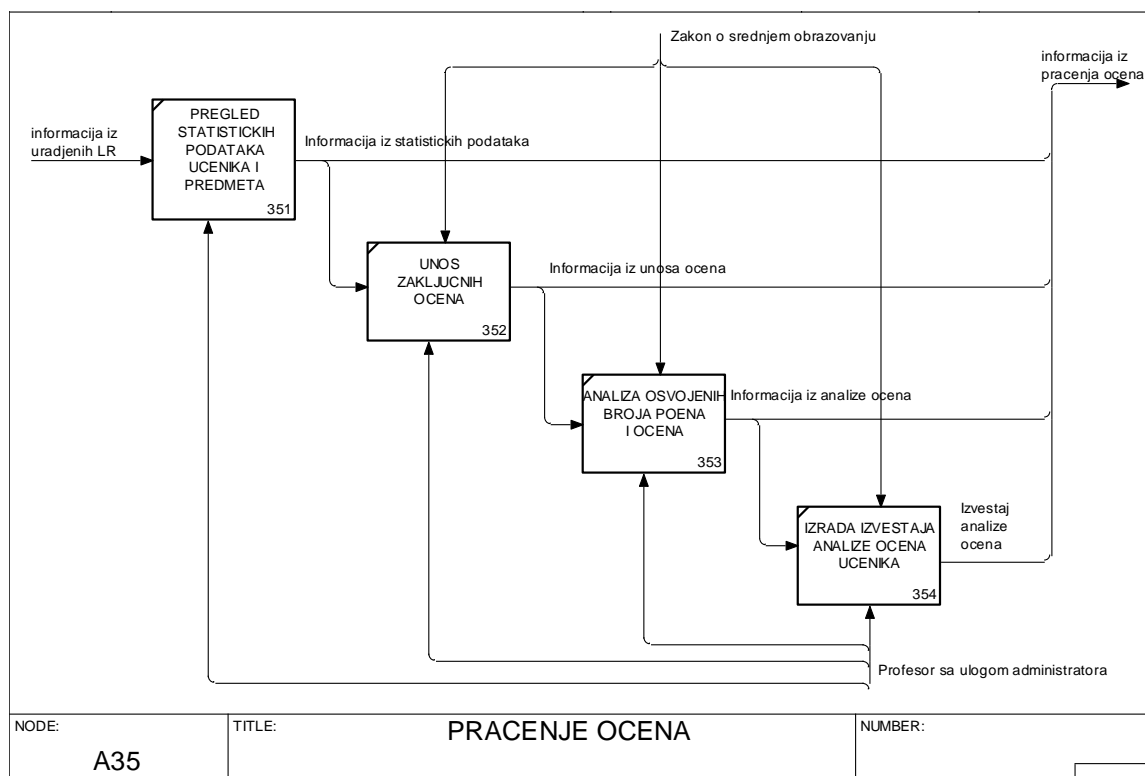 Zakon o srednjem obrazovanju
informacija iz
pracenja ocena
PREGLED
STATISTICKIH
PODATAKA
UCENIKA I
PREDMETA
351
informacija iz
uradjenih LR
Informacija iz statistickih podataka
UNOS
ZAKLJUCNIH
OCENA
352
Informacija iz unosa ocena
ANALIZA OSVOJENIH
BROJA POENA
I OCENA
353
Informacija iz analize ocena
IZRADA IZVESTAJA
ANALIZE OCENA
UCENIKA
354
Izvestaj
analize
ocena
Profesor sa ulogom administratora
NODE:
A35
TITLE:
PRACENJE OCENA
NUMBER: